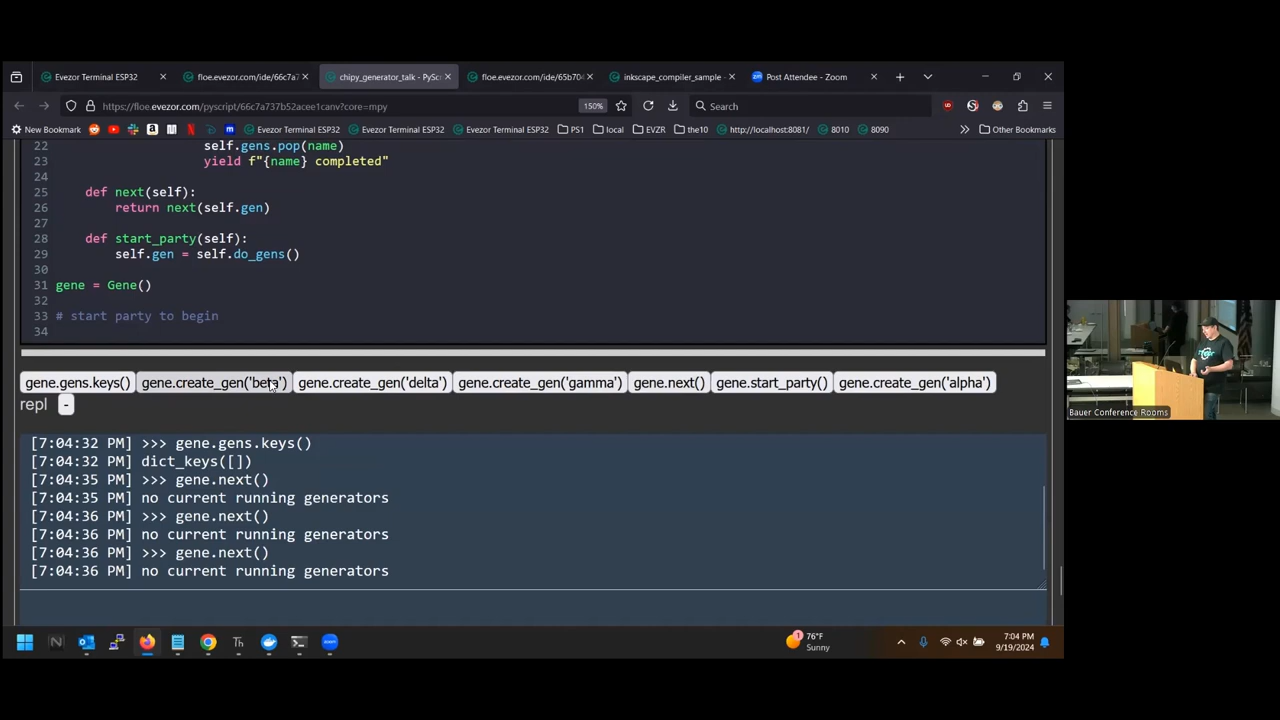 Evezor Terminal ESP32
floe.evezor.com/ide/66c7a7
chipy_generator_talk - PyScr
floe.evezor.com/ide/65b704
inkscape_compiler_sample -
Post Attendee - Zoom
https://floe.evezor.com/pyscript/66c7a737b52acee1canv?core=mpy
150%
Search
New Bookmark
Evezor Terminal ESP32
Evezor Terminal ESP32
Evezor Terminal ESP32
PS1
local
EVZR
the10
http://localhost:8081/
8010
8090
Other Bookmarks
22 self.gens.pop(name)
23 yield f"{name} completed"
24
25 def next(self):
26 return next(self.gen)
27
28 def start_party(self):
29 self.gen = self.do_gens()
30
31 gene = Gene()
32
33 # start party to begin
34
gene.gens.keys() gene.create_gen('beta') gene.create_gen('delta') gene.create_gen('gamma') gene.next() gene.start_party() gene.create_gen('alpha')
repl -
[7:04:32 PM] >>> gene.gens.keys()
[7:04:32 PM] dict_keys([])
[7:04:35 PM] >>> gene.next()
[7:04:35 PM] no current running generators
[7:04:36 PM] >>> gene.next()
[7:04:36 PM] no current running generators
[7:04:36 PM] >>> gene.next()
[7:04:36 PM] no current running generators
Bauer Conference Rooms
76°F
Sunny
7:04 PM
9/19/2024